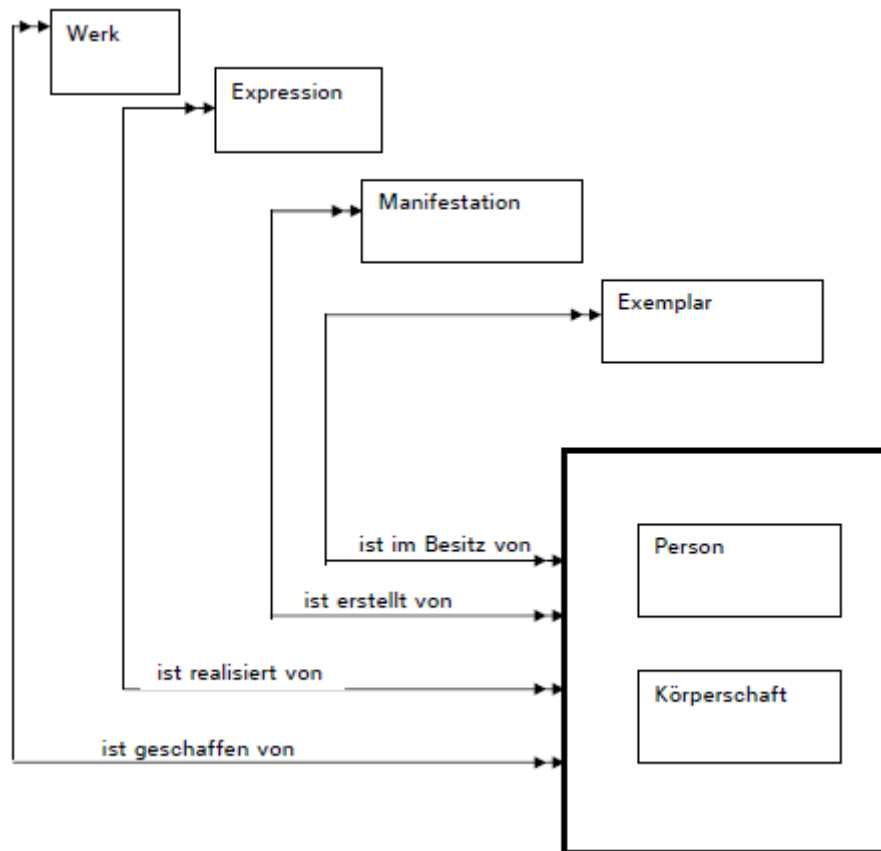 Werk
Expression
Manifestation
Exemplar
ist im Besitz von
Person
ist erstellt von
ist realisiert von
Körperschaft
ist geschaffen von